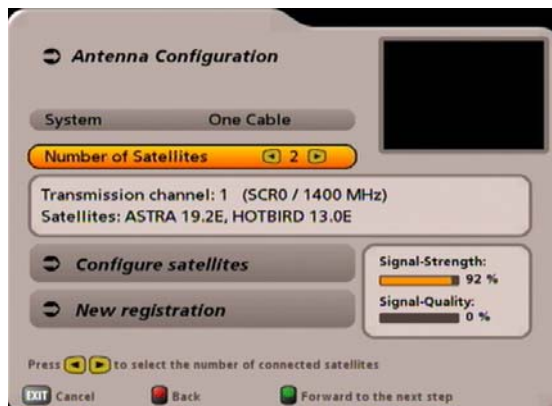 Antenna Configuration
System One Cable
Number of Satellites 2
Transmission channel: 1 (SCR0 / 1400 MHz)
Satellites: ASTRA 19.2E, HOTBIRD 13.0E
Configure satellites
New registration
Signal-Strength:
92 %
Signal-Quality:
0 %
Press to select the number of connected satellites
EXIT Cancel Back Forward to the next step